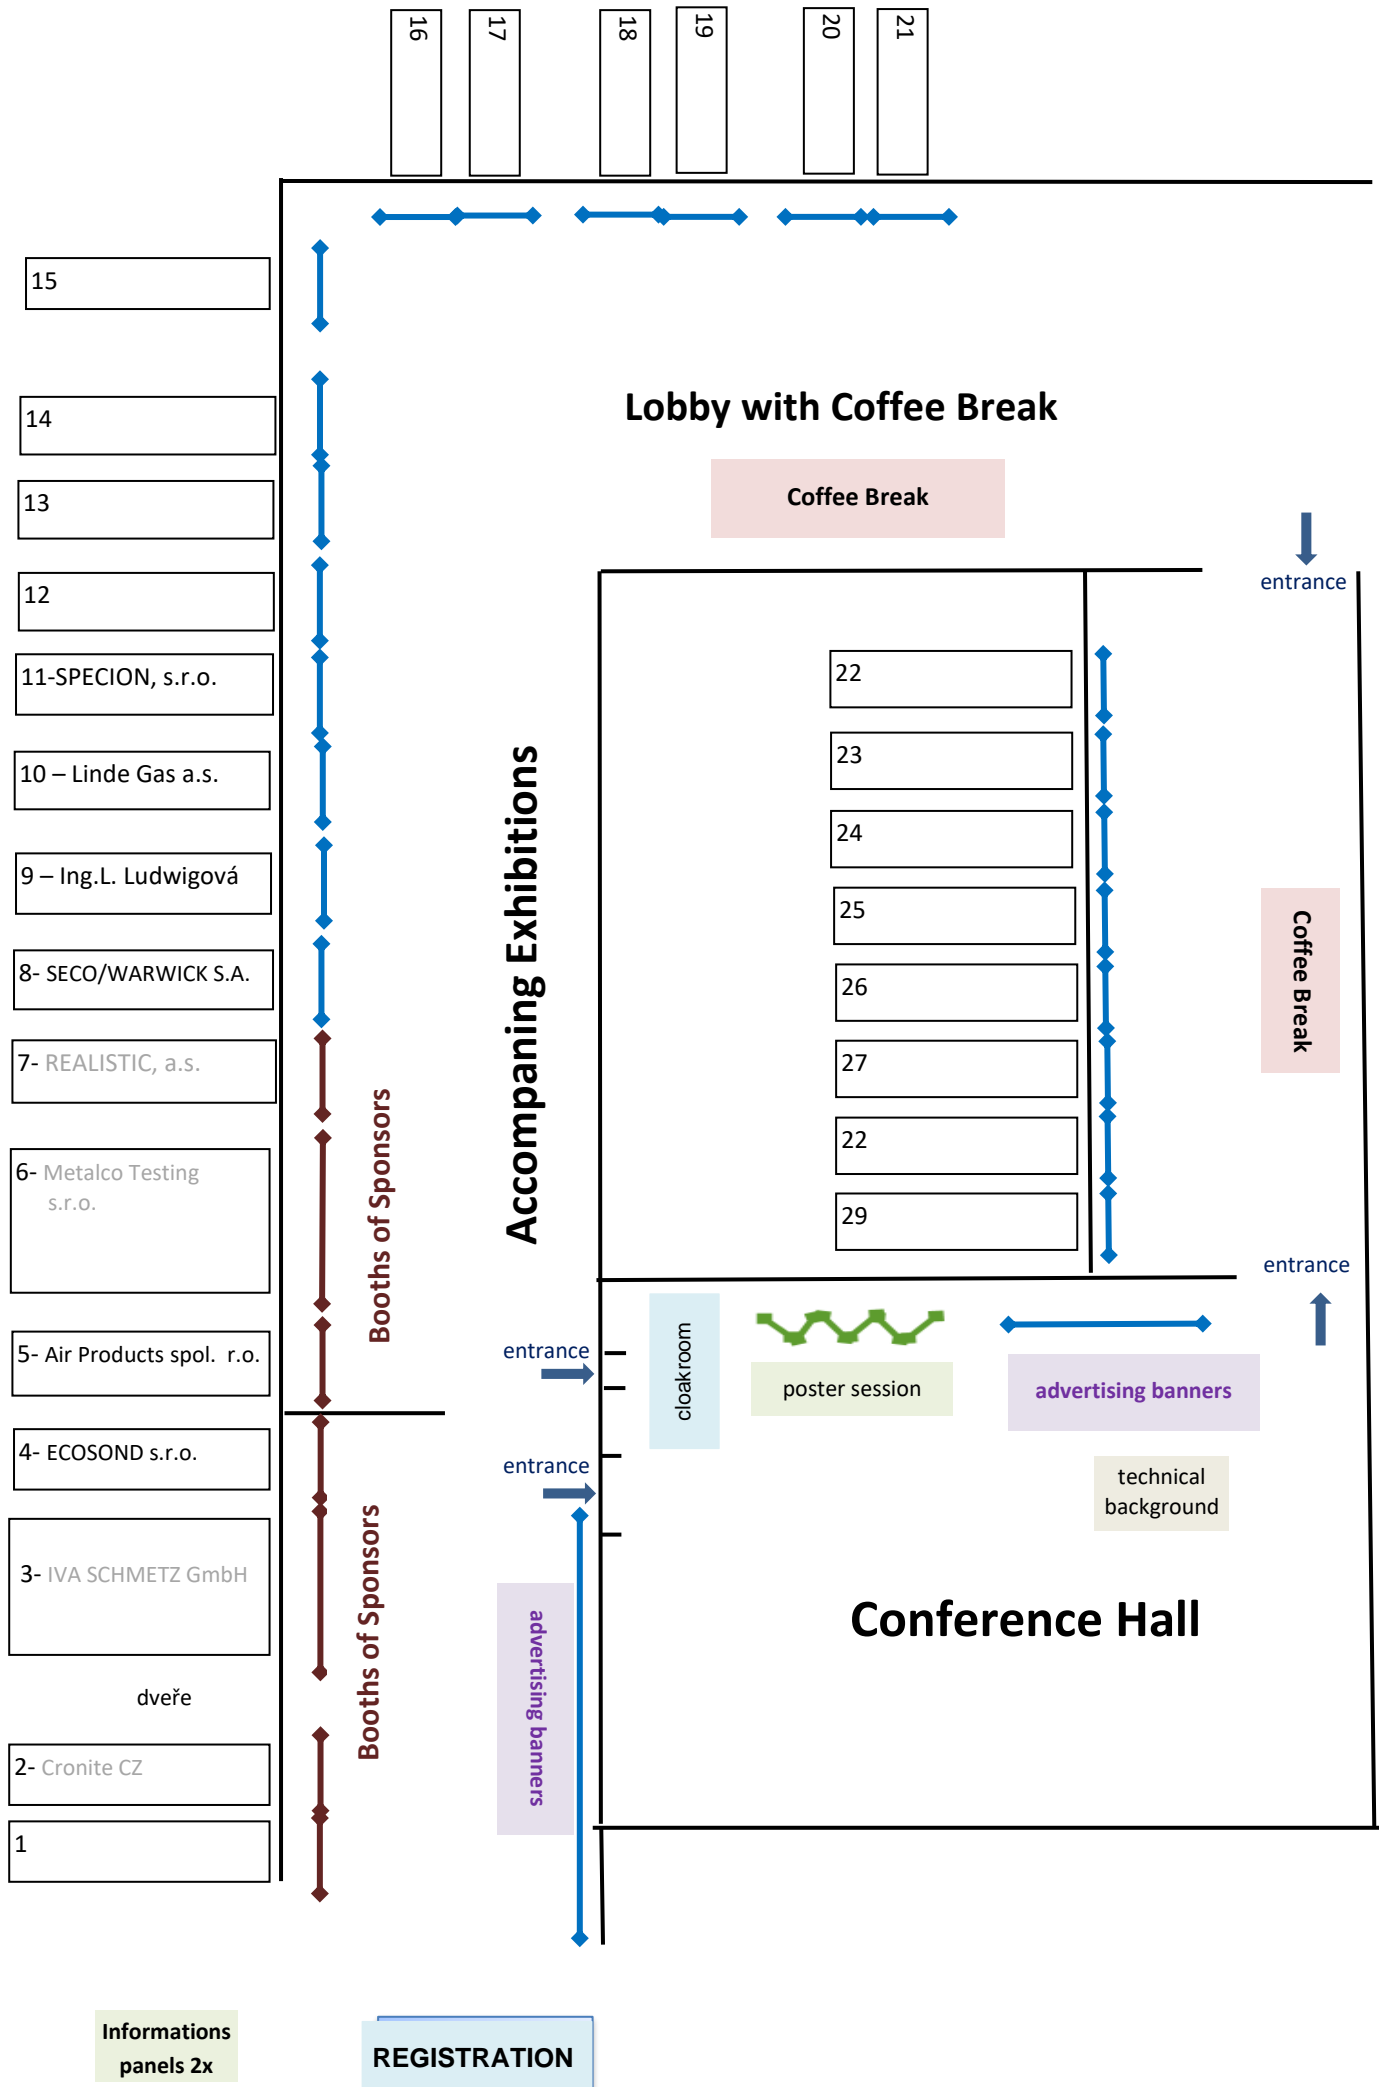 16
17
18
19
20
21
15
14
13
12
11-SPECION, s.r.o.
10 – Linde Gas a.s.
9 – Ing.L. Ludwigová
8- SECO/WARWICK S.A.
7- REALISTIC, a.s.
6- Metalco Testing
s.r.o.
5- Air Products spol.  r.o.
4- ECOSOND s.r.o.
3- IVA SCHMETZ GmbH
dveře
2- Cronite CZ
1
Booths of Sponsors
Booths of Sponsors
Accompaning Exhibitions
Lobby with Coffee Break
Coffee Break
entrance
22
23
24
25
26
27
22
29
Coffee Break
entrance
entrance
cloakroom
poster session
advertising banners
entrance
technical
background
advertising banners
Conference Hall
Informations
panels 2x
REGISTRATION